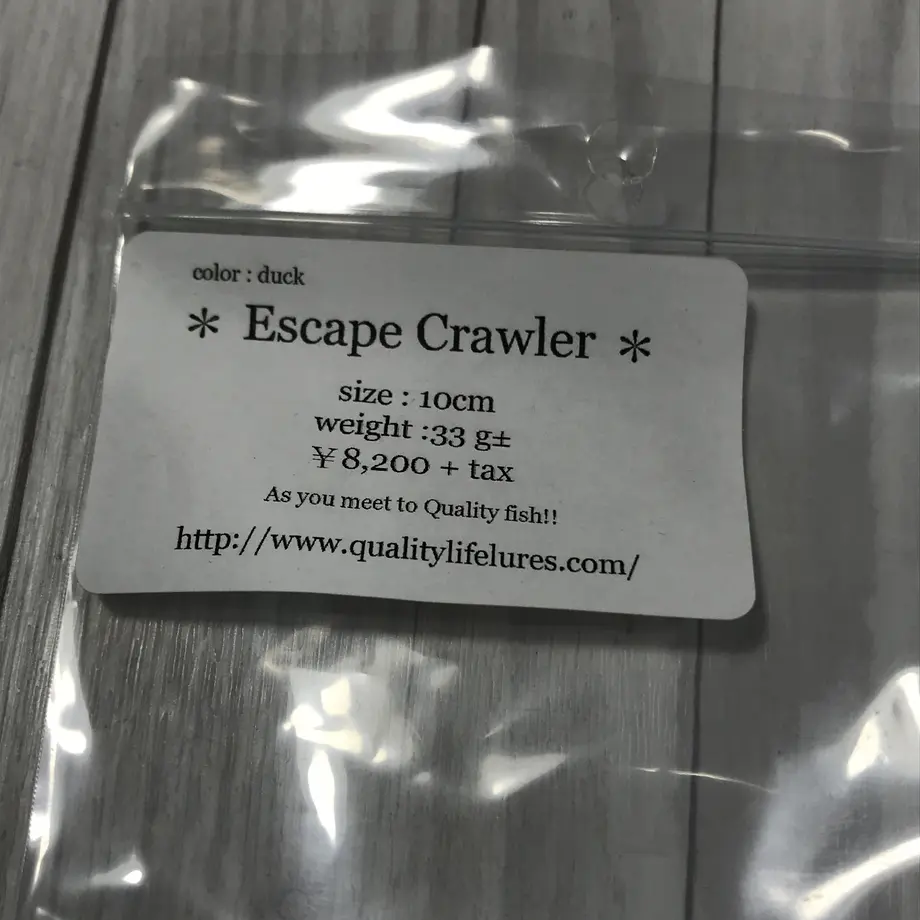 color : duck
* Escape Crawler *
size : 10cm
weight :33 g±
￥8,200 + tax
As you meet to Quality fish!!
http://www.qualitylifelures.com/